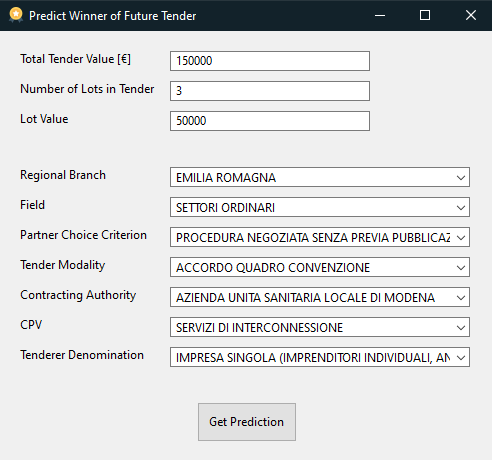 Predict Winner of Future Tender
Total Tender Value [€] 150000
Number of Lots in Tender 3
Lot Value 50000
Regional Branch EMILIA ROMAGNA
Field SETTORI ORDINARI
Partner Choice Criterion PROCEDURA NEGOZIATA SENZA PREVIA PUBBLICAZ
Tender Modality ACCORDO QUADRO CONVENZIONE
Contracting Authority AZIENDA UNITA SANITARIA LOCALE DI MODENA
CPV SERVIZI DI INTERCONNESSIONE
Tenderer Denomination IMPRESA SINGOLA (IMPRENDITORI INDIVIDUALI, AN
Get Prediction